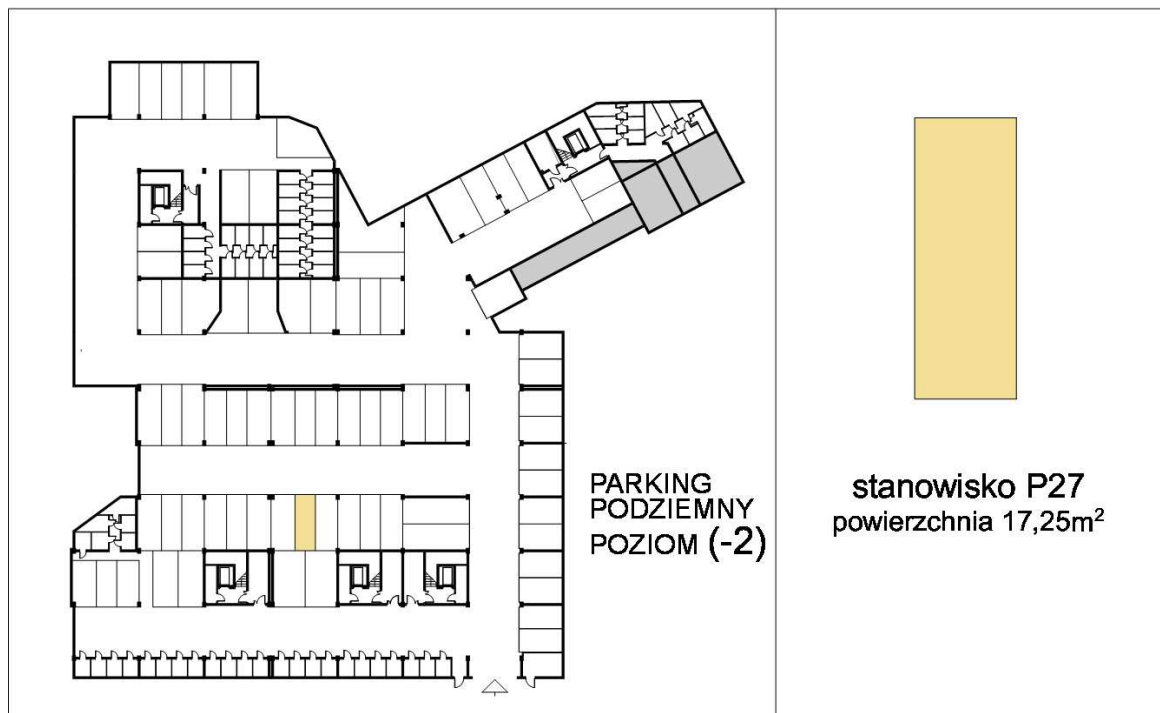 PARKING
PODZIEMNY
POZIOM (-2)
stanowisko P27
powierzchnia 17,25m²